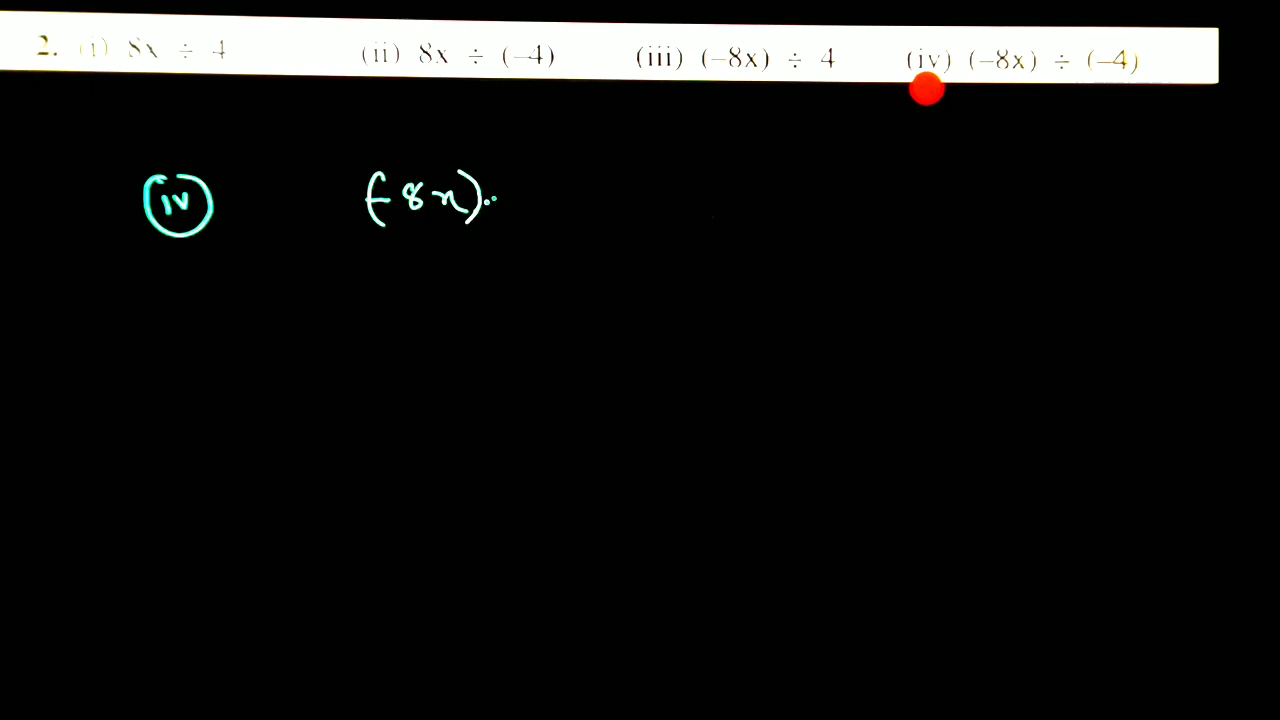 2. (i) 8x ÷ 4 (ii) 8x ÷ (–4) (iii) (–8x) ÷ 4 (iv) (–8x) ÷ (–4)
(iv) (-8x)..